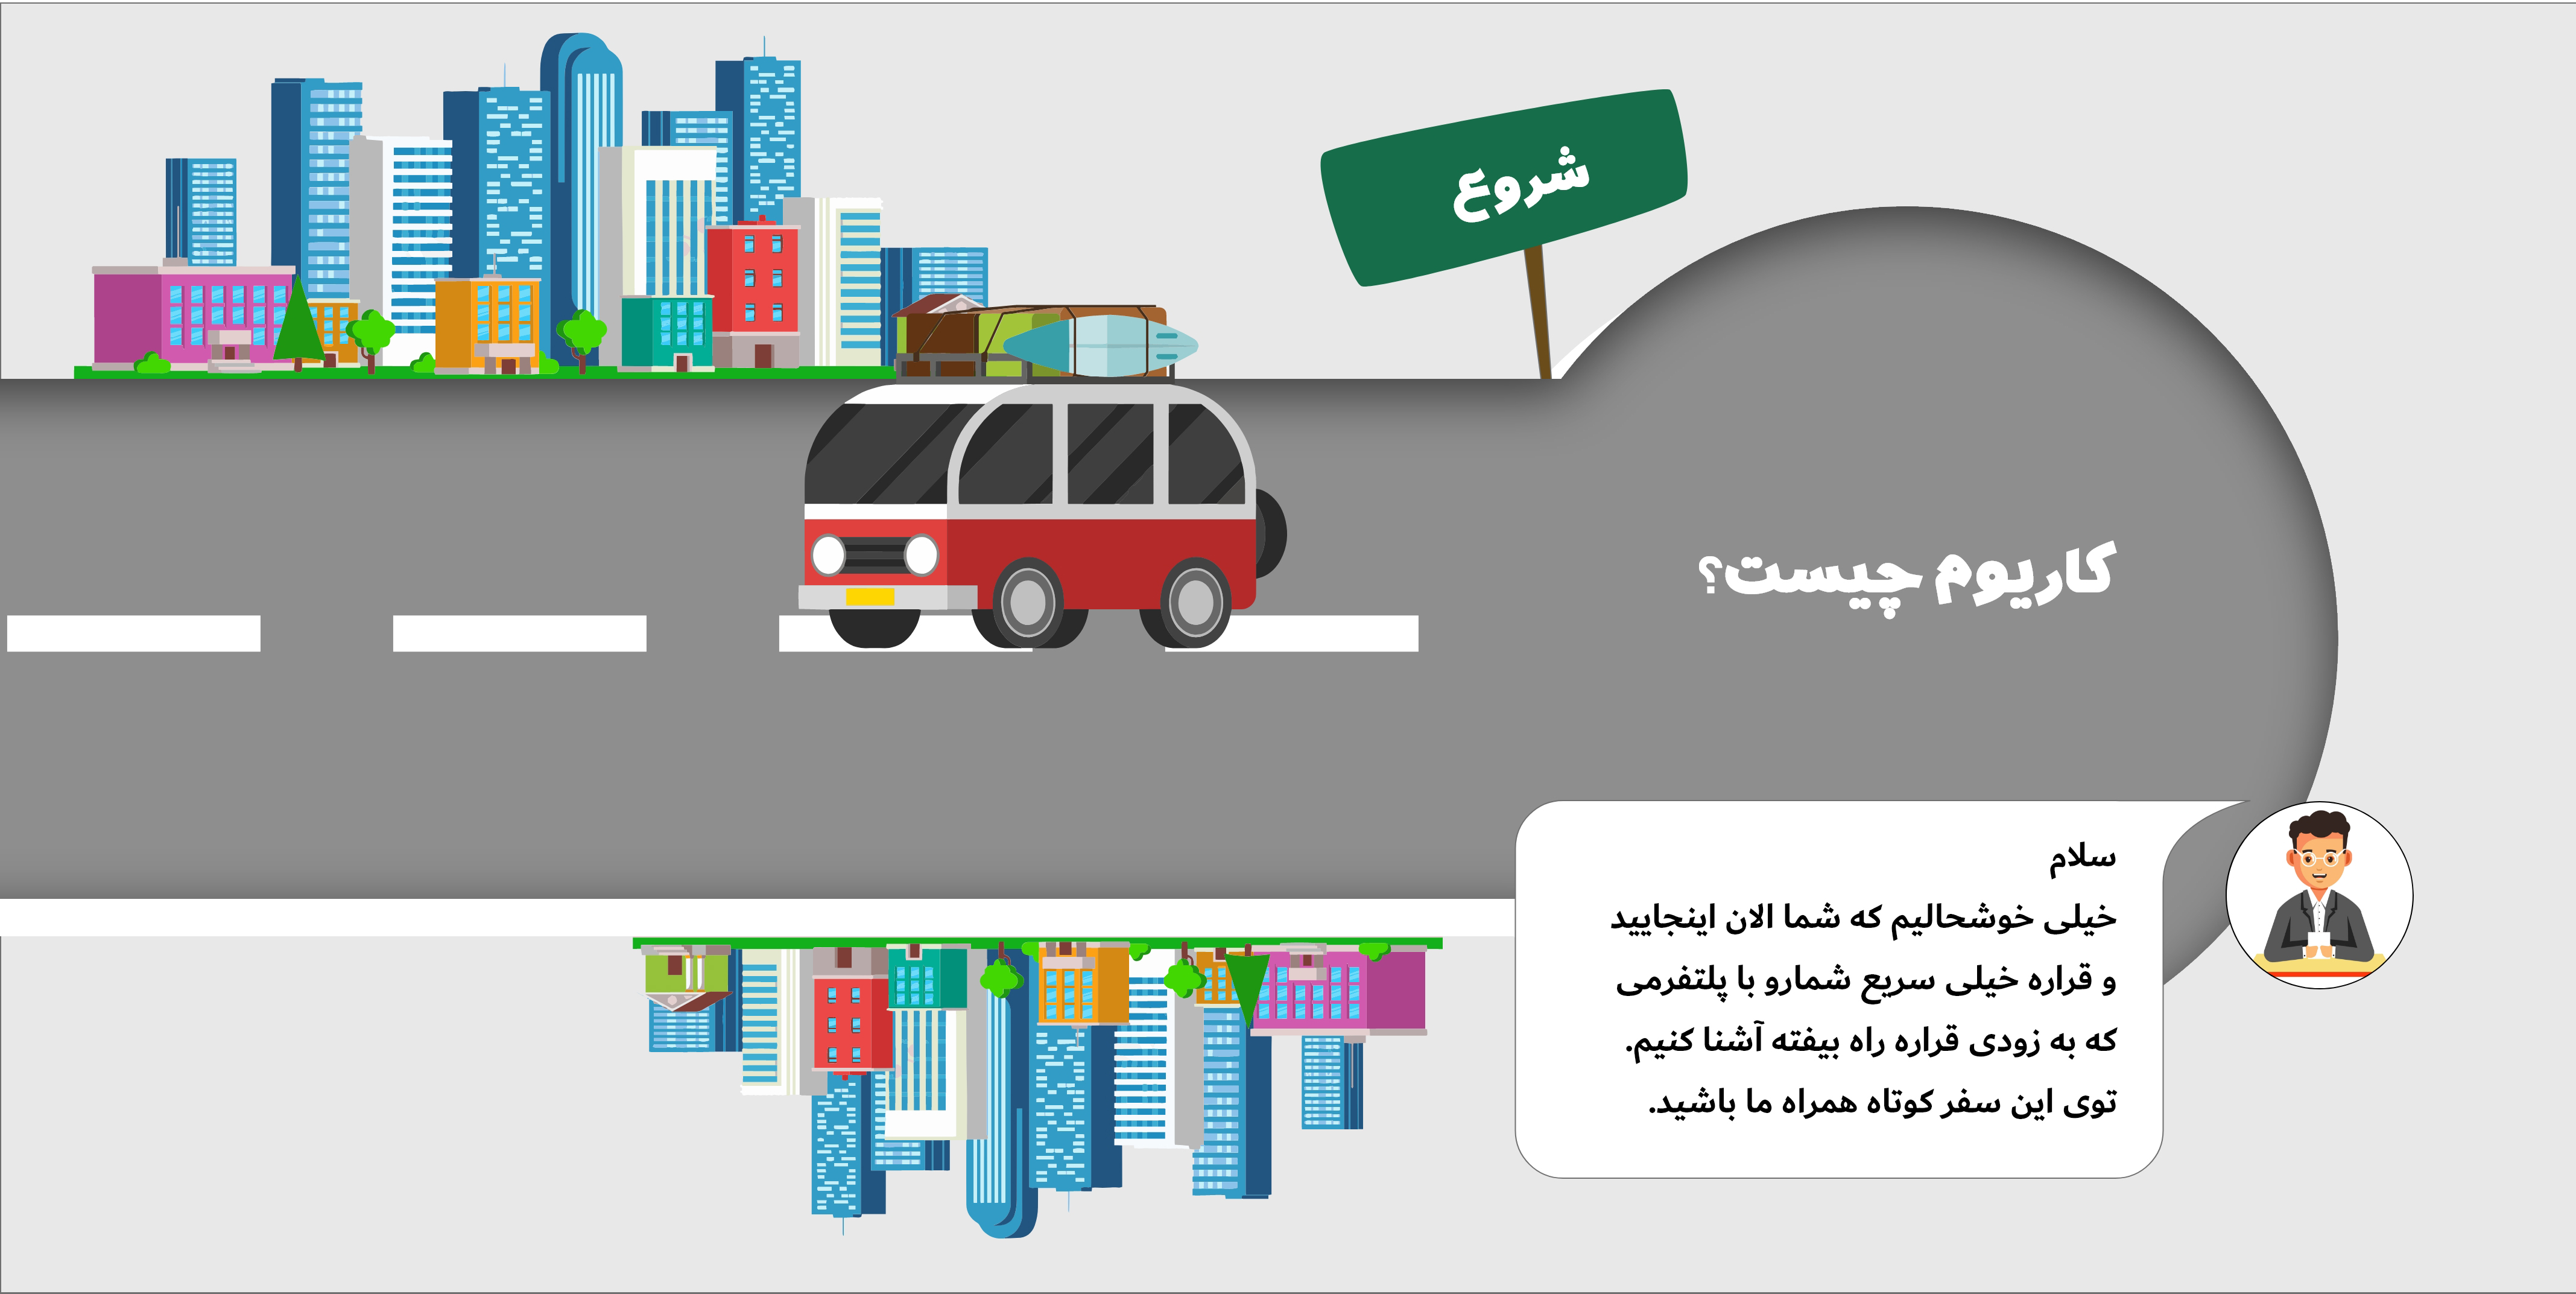 شروع
کاریوم چیست؟
سلام
خیلی خوشحالیم که شما الان اینجایید
و قراره خیلی سریع شمارو با پلتفرمی
که به زودی قراره راه بیفته آشنا کنیم.
توی این سفر کوتاه همراه ما باشید.